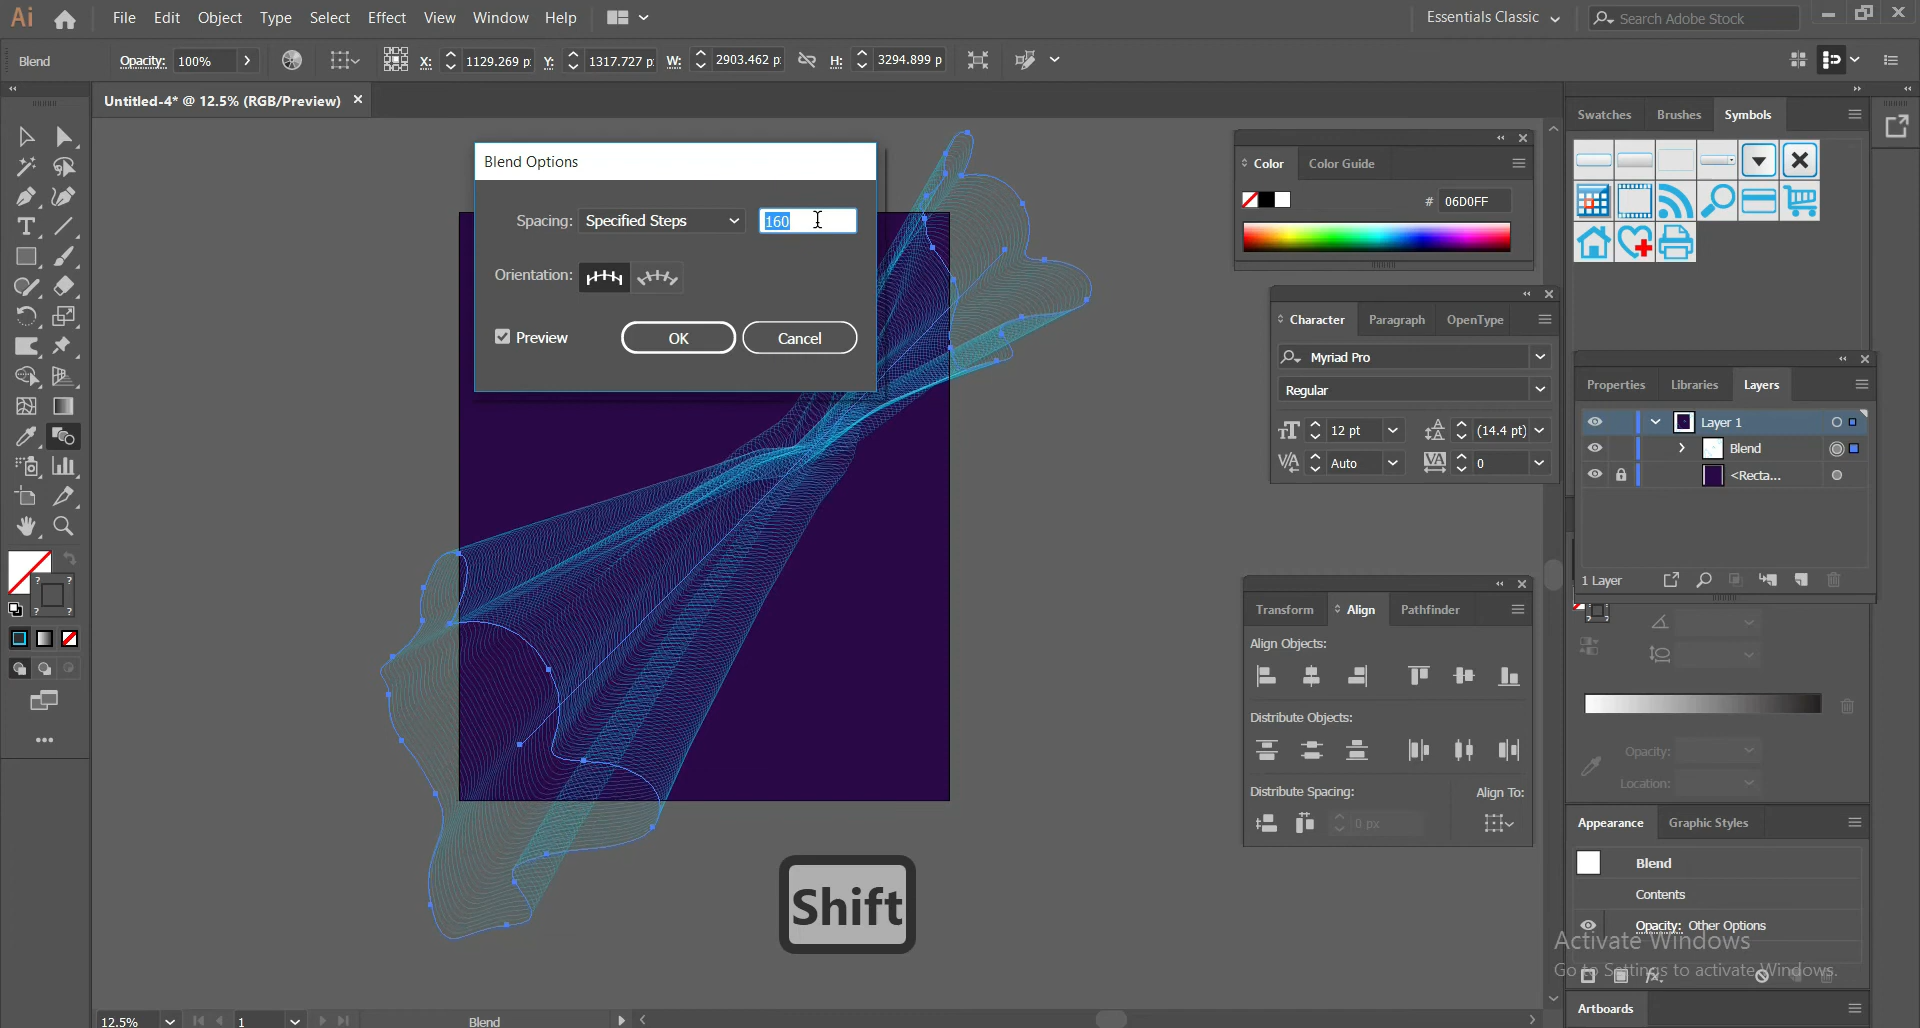 Ai File Edit Object Type Select Effect View Window Help Essentials Classic Search Adobe Stock
Blend Opacity: 100% X: 1129.269 p Y: 1317.727 p W: 2903.462 p H: 3294.899 p
Untitled-4* @ 12.5% (RGB/Preview)
Blend Options
Spacing: Specified Steps 160
Orientation:
Preview OK Cancel
Color Color Guide
# 06D0FF
Character Paragraph OpenType
Myriad Pro
Regular
12 pt (14.4 pt)
Auto 0
Transform Align Pathfinder
Align Objects:
Distribute Objects:
Distribute Spacing: Align To:
0 px
Swatches Brushes Symbols
Properties Libraries Layers
Layer 1
Blend
<Recta...
1 Layer
Opacity:
Location:
Appearance Graphic Styles
Blend
Contents
Opacity: Other Options
Activate Windows
Go to Settings to activate Windows.
Artboards
Shift
12.5% 1 Blend